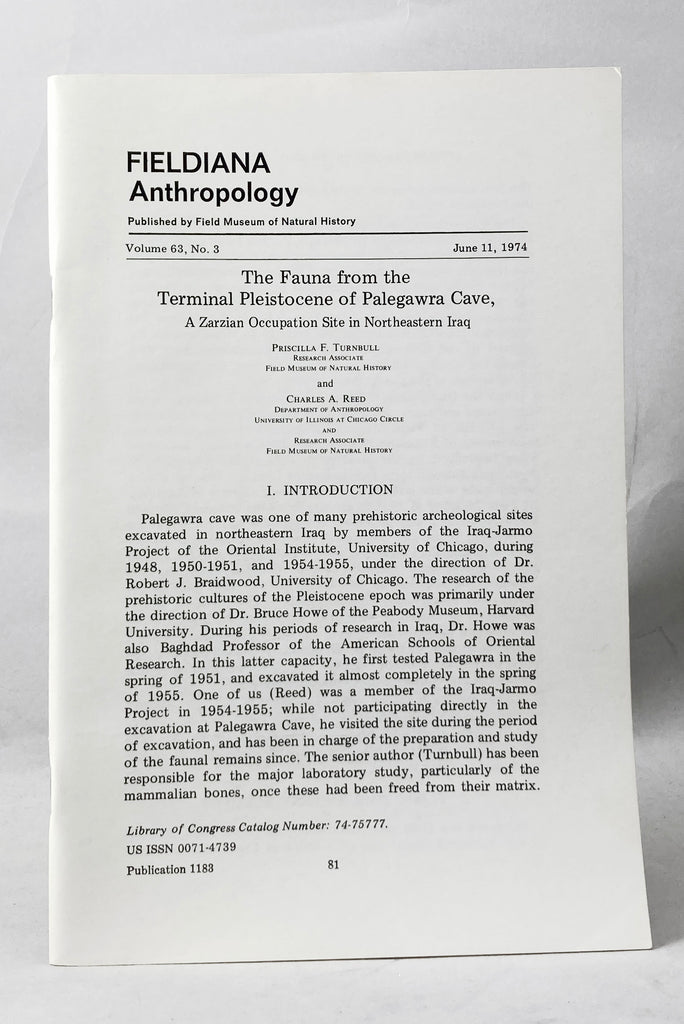 FIELDIANA
Anthropology
Published by Field Museum of Natural History
Volume 63, No. 3 June 11, 1974
The Fauna from the
Terminal Pleistocene of Palegawra Cave,
A Zarzian Occupation Site in Northeastern Iraq
PRISCILLA F. TURNBULL
RESEARCH ASSOCIATE
FIELD MUSEUM OF NATURAL HISTORY
and
CHARLES A. REED
DEPARTMENT OF ANTHROPOLOGY
UNIVERSITY OF ILLINOIS AT CHICAGO CIRCLE
AND
RESEARCH ASSOCIATE
FIELD MUSEUM OF NATURAL HISTORY
I. INTRODUCTION
Palegawra cave was one of many prehistoric archeological sites
excavated in northeastern Iraq by members of the Iraq-Jarmo
Project of the Oriental Institute, University of Chicago, during
1948, 1950-1951, and 1954-1955, under the direction of Dr.
Robert J. Braidwood, University of Chicago. The research of the
prehistoric cultures of the Pleistocene epoch was primarily under
the direction of Dr. Bruce Howe of the Peabody Museum, Harvard
University. During his periods of research in Iraq, Dr. Howe was
also Baghdad Professor of the American Schools of Oriental
Research. In this latter capacity, he first tested Palegawra in the
spring of 1951, and excavated it almost completely in the spring
of 1955. One of us (Reed) was a member of the Iraq-Jarmo
Project in 1954-1955; while not participating directly in the
excavation at Palegawra Cave, he visited the site during the period
of excavation, and has been in charge of the preparation and study
of the faunal remains since. The senior author (Turnbull) has been
responsible for the major laboratory study, particularly of the
mammalian bones, once these had been freed from their matrix.
Library of Congress Catalog Number: 74-75777.
US ISSN 0071-4739
Publication 1183 81